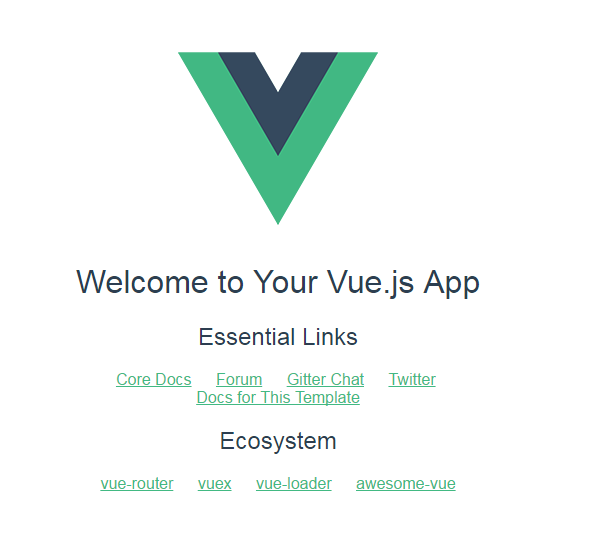 Welcome to Your Vue.js App
Essential Links
Core Docs Forum Gitter Chat Twitter
Docs for This Template
Ecosystem
vue-router vuex vue-loader awesome-vue